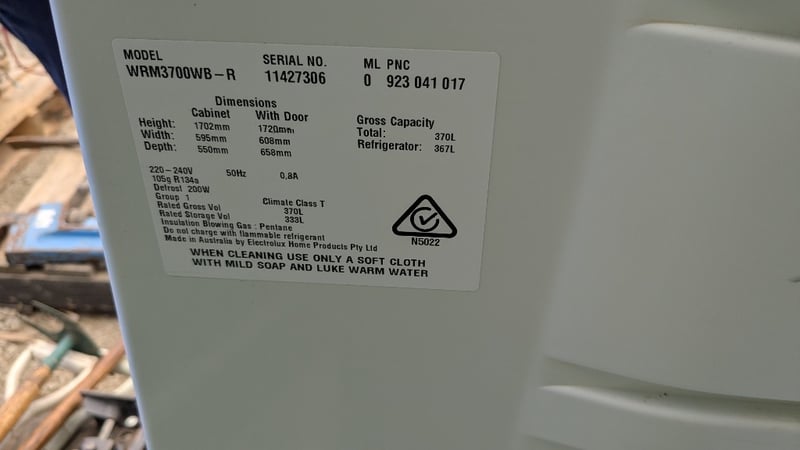 MODEL SERIAL NO. ML PNC
WRM3700WB-R 11427306 0 923 041 017
Dimensions
Cabinet With Door
Height: 1702mm 1720mm
Width: 595mm 608mm
Depth: 550mm 658mm
Gross Capacity
Total: 370L
Refrigerator: 367L
220-240V 50Hz 0,8A
105g R134a
Defrost 200W
Group 1 Climate Class T
Rated Gross Vol 370L
Rated Storage Vol 333L
Insulation Blowing Gas : Pentane
Do not charge with flammable refrigerant
Made in Australia by Electrolux Home Products Pty Ltd
N5022
WHEN CLEANING USE ONLY A SOFT CLOTH
WITH MILD SOAP AND LUKE WARM WATER